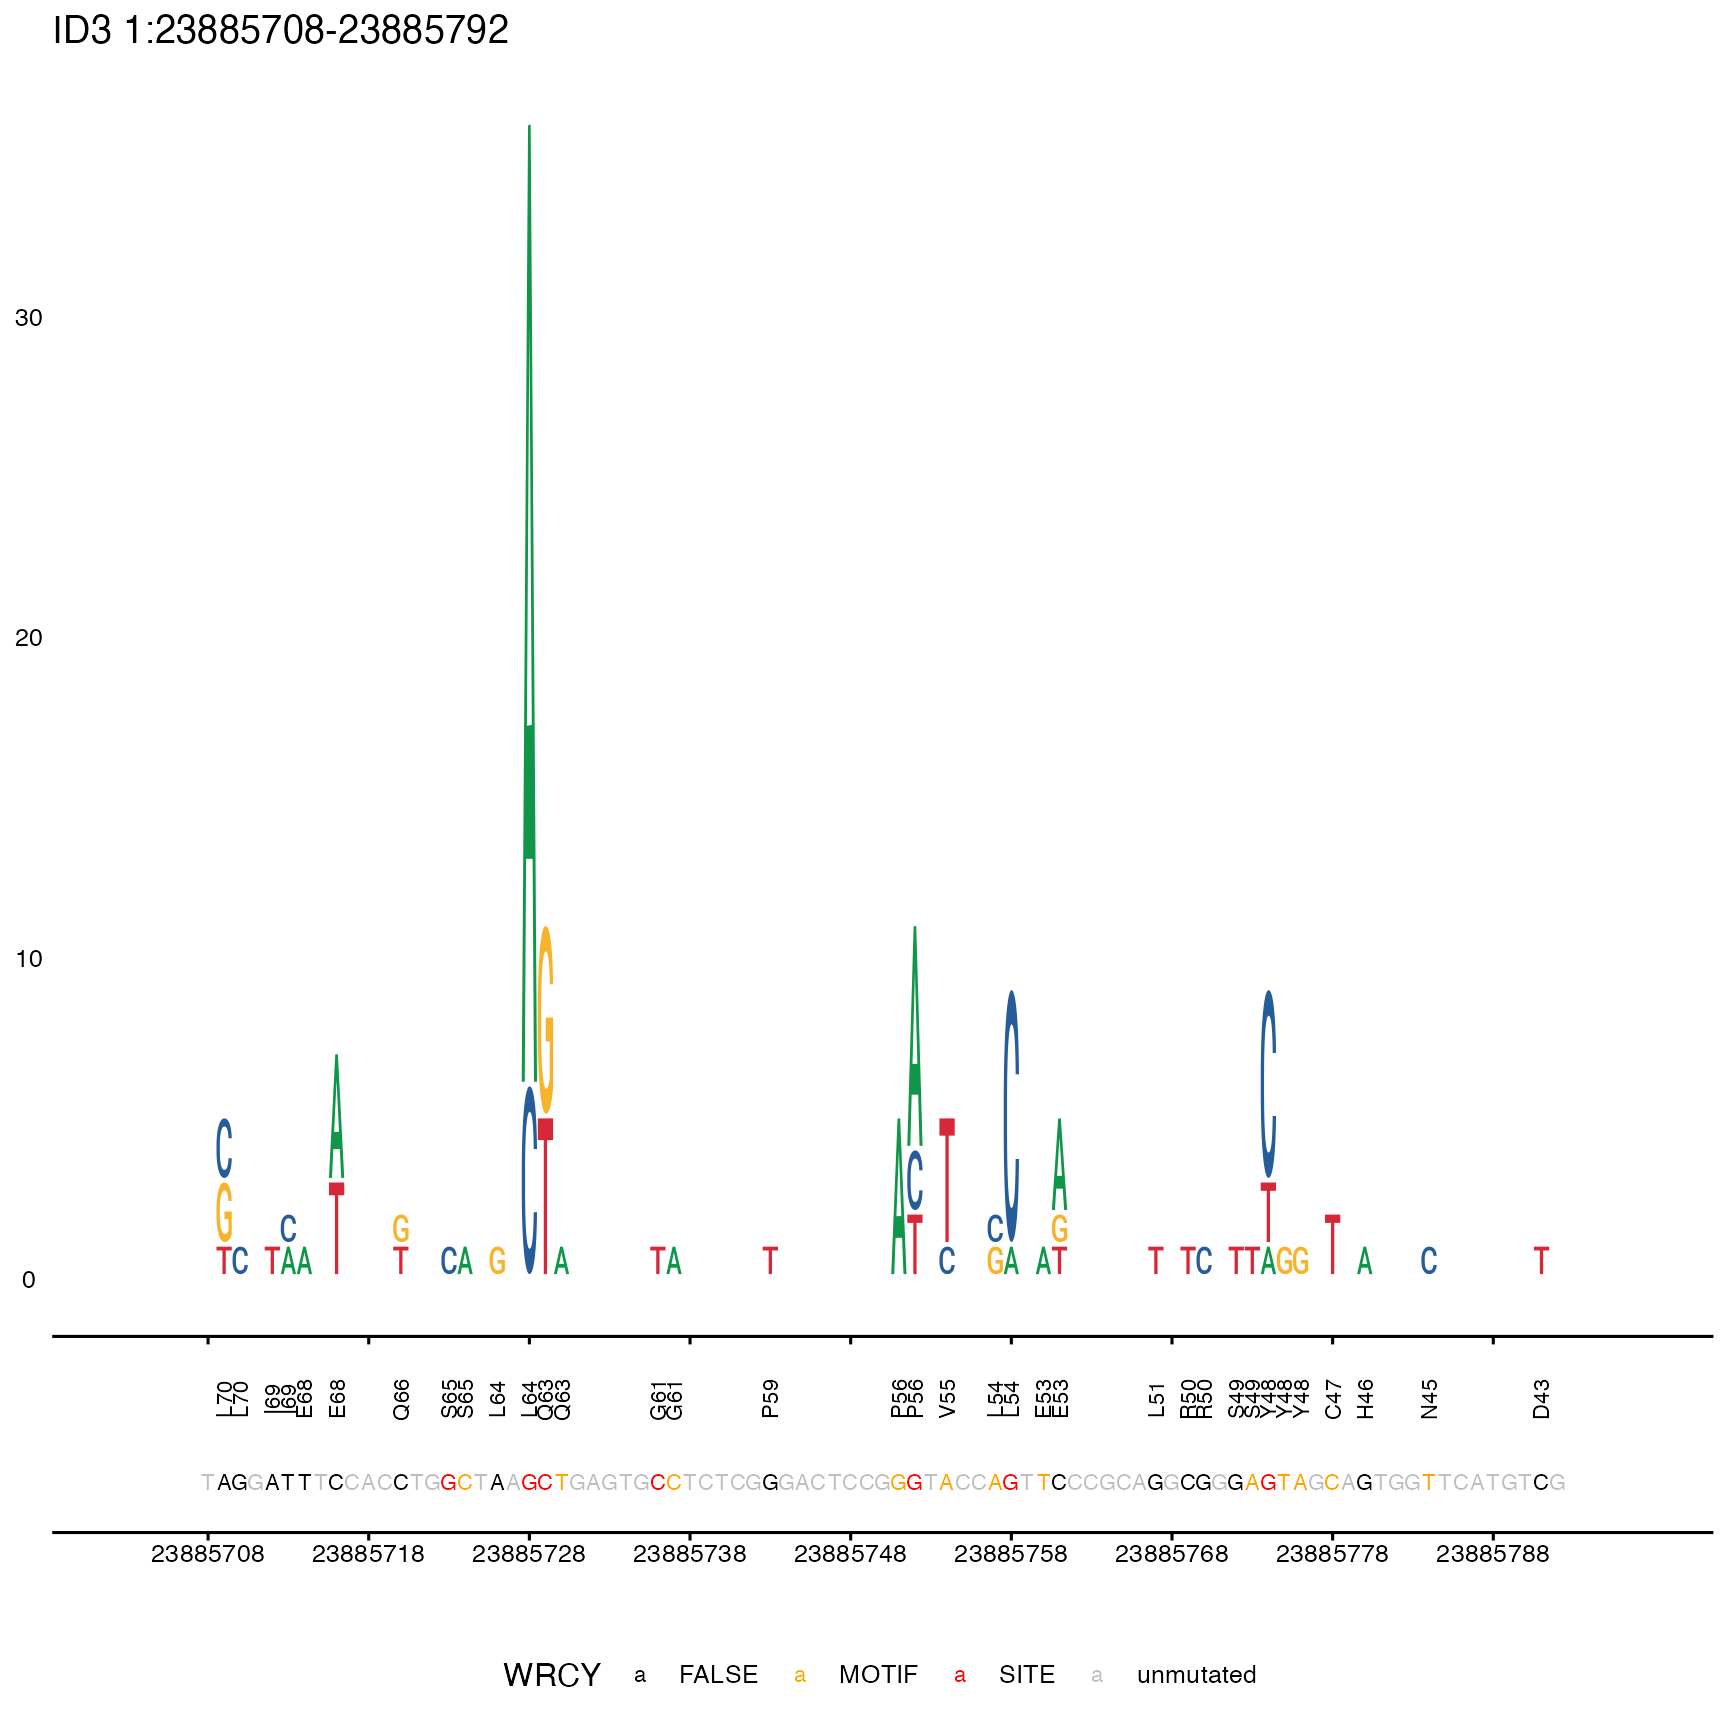 ID3 1:23885708-23885792
30
20
10
0
A
G A
C C
A
C C T A T A
G T C T
C G C C G T
T C T A A T G T C A G A T A T A C G A A T T T C T T A G G A C T
L70 L70 I69 I69 E68 E68 Q66 S65 S65 L64 L64 Q63 Q63 G61 G61 P59 P56 P56 V55 L54 L54 E53 E53 L51 R50 R50 S49 S49 Y48 Y48 Y48 C47 H46 N45 D43
TAGGATTTCCACCTGGCTAAGCTGAGTGCCTCTCGGGACTCCGGGTACCAGTTCCCGCAGGCGGGAGTAGCAGTGGTTCATGTCG
23885708 23885718 23885728 23885738 23885748 23885758 23885768 23885778 23885788
WRCY a FALSE a MOTIF a SITE a unmutated